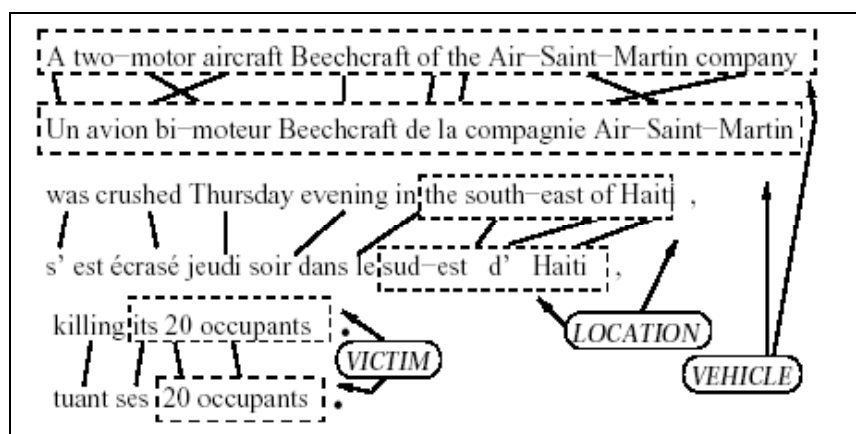 A two-motor aircraft Beechcraft of the Air-Saint-Martin company
Un avion bi-moteur Beechcraft de la compagnie Air-Saint-Martin
was crushed Thursday evening in the south-east of Haiti ,
s' est écrasé jeudi soir dans le sud-est d' Haiti ,
killing its 20 occupants .
LOCATION
VICTIM
VEHICLE
tuant ses 20 occupants .